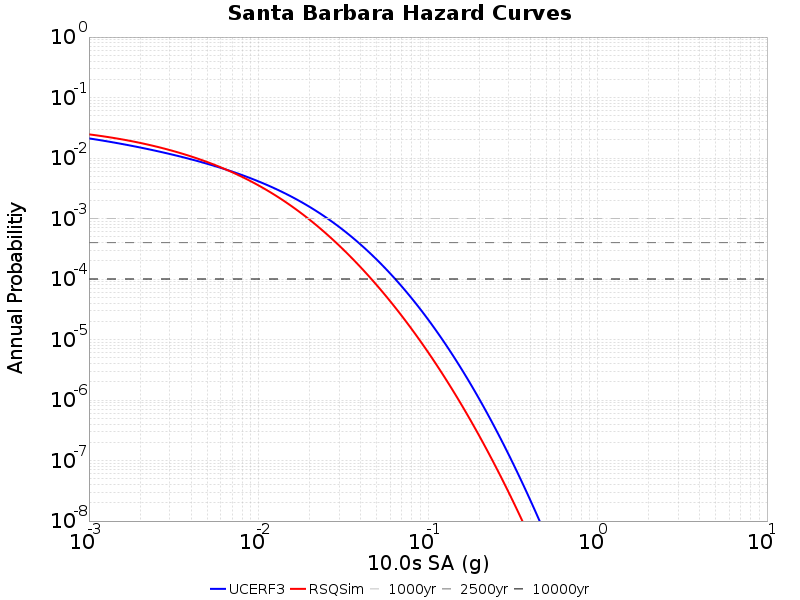 Santa Barbara Hazard Curves
10^0
10^-1
10^-2
10^-3
10^-4
10^-5
10^-6
10^-7
10^-8
Annual Probabilitiy
10^-3 10^-2 10^-1 10^0 10^1
10.0s SA (g)
UCERF3 RSQSim 1000yr 2500yr 10000yr